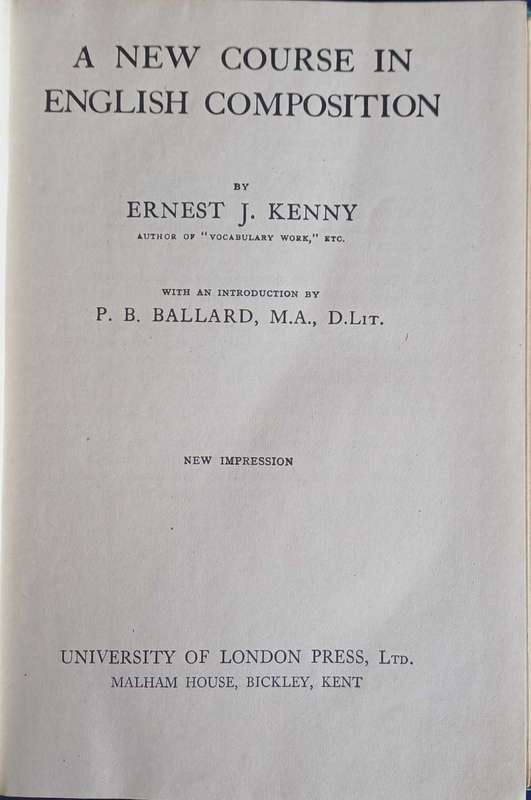 A NEW COURSE IN
ENGLISH COMPOSITION
BY
ERNEST J. KENNY
AUTHOR OF "VOCABULARY WORK," ETC.
WITH AN INTRODUCTION BY
P. B. BALLARD, M.A., D.LIT.
NEW IMPRESSION
UNIVERSITY OF LONDON PRESS, LTD.
MALHAM HOUSE, BICKLEY, KENT